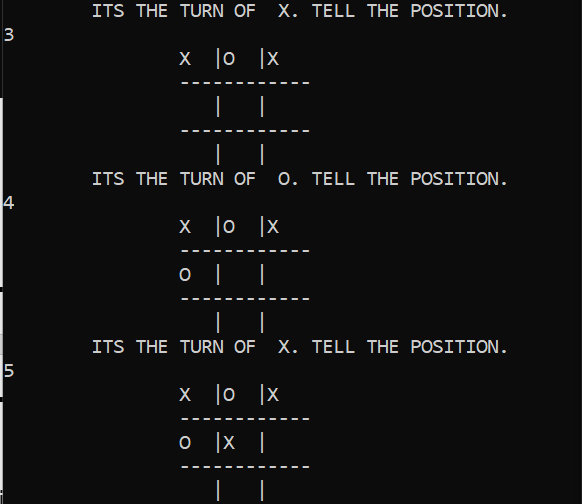 ITS THE TURN OF  X. TELL THE POSITION.
3
X  |O  |X
------------
   |   |
------------
   |   |
ITS THE TURN OF  O. TELL THE POSITION.
4
X  |O  |X
------------
O  |   |
------------
   |   |
ITS THE TURN OF  X. TELL THE POSITION.
5
X  |O  |X
------------
O  |X  |
------------
   |   |